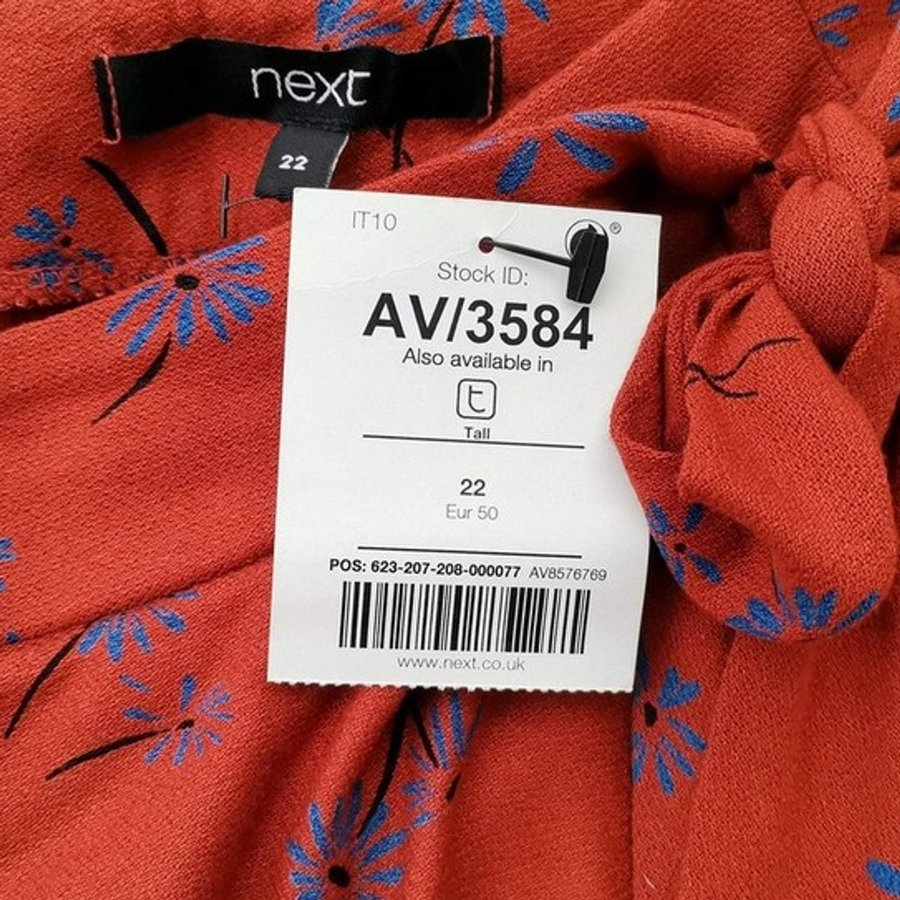 next
22
IT10
®
Stock ID:
AV/3584
Also available in
t
Tall
22
Eur 50
POS: 623-207-208-000077 AV8576769
www.next.co.uk